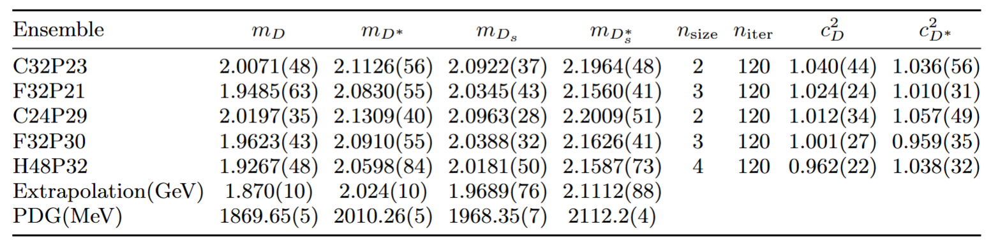 Ensemble m_D m_{D*} m_{D_s} m_{D_s^*} n_size n_iter c_D^2 c_{D*}^2
C32P23 2.0071(48) 2.1126(56) 2.0922(37) 2.1964(48) 2 120 1.040(44) 1.036(56)
F32P21 1.9485(63) 2.0830(55) 2.0345(43) 2.1560(41) 3 120 1.024(24) 1.010(31)
C24P29 2.0197(35) 2.1309(40) 2.0963(28) 2.2009(51) 2 120 1.012(34) 1.057(49)
F32P30 1.9623(43) 2.0910(55) 2.0388(32) 2.1626(41) 3 120 1.001(27) 0.959(35)
H48P32 1.9267(48) 2.0598(84) 2.0181(50) 2.1587(73) 4 120 0.962(22) 1.038(32)
Extrapolation(GeV) 1.870(10) 2.024(10) 1.9689(76) 2.1112(88)
PDG(MeV) 1869.65(5) 2010.26(5) 1968.35(7) 2112.2(4)